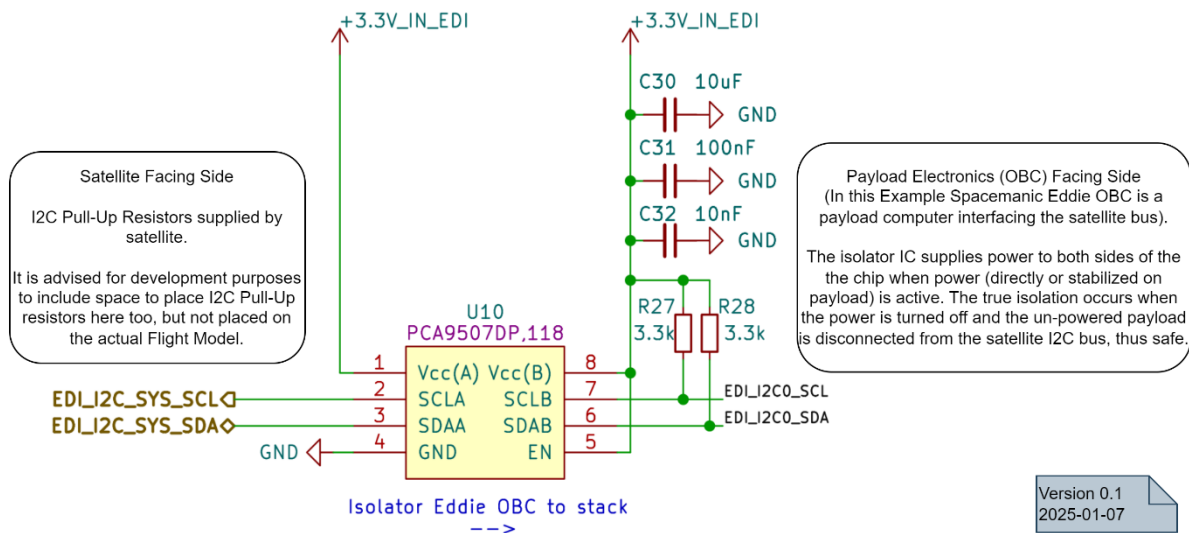 +3.3V_IN_EDI
+3.3V_IN_EDI
C30 10uF
GND
C31 100nF
GND
C32 10nF
GND
Satellite Facing Side
I2C Pull-Up Resistors supplied by
satellite.
It is advised for development purposes
to include space to place I2C Pull-Up
resistors here too, but not placed on
the actual Flight Model.
Payload Electronics (OBC) Facing Side
(In this Example Spacemanic Eddie OBC is a
payload computer interfacing the satellite bus).
The isolator IC supplies power to both sides of the
the chip when power (directly or stabilized on
payload) is active. The true isolation occurs when
the power is turned off and the un-powered payload
is disconnected from the satellite I2C bus, thus safe.
R27 R28
3.3k 3.3k
U10
PCA9507DP,118
1 Vcc(A) Vcc(B) 8
EDI_I2C_SYS_SCL 2 SCLA SCLB 7 EDI_I2C0_SCL
EDI_I2C_SYS_SDA 3 SDAA SDAB 6 EDI_I2C0_SDA
GND 4 GND EN 5
Isolator Eddie OBC to stack
-->
Version 0.1
2025-01-07